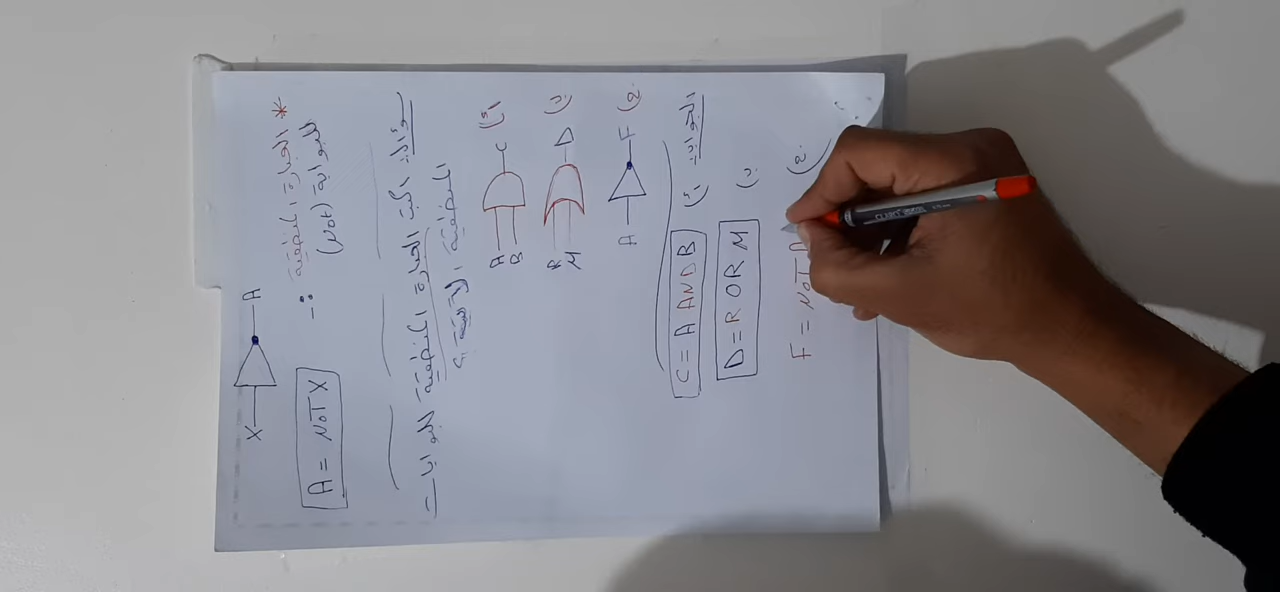 * العبارة المنطقية
للبوابة (NOT) :-
X A
A = NOT X
سؤال: اكتب العبارة المنطقية للبوابات
المنطقية الآتية ؟
أ) A B C
ب) R M D
ج) A F
الجواب:
أ) C = A AND B
ب) D = R OR M
ج) F = NOT A